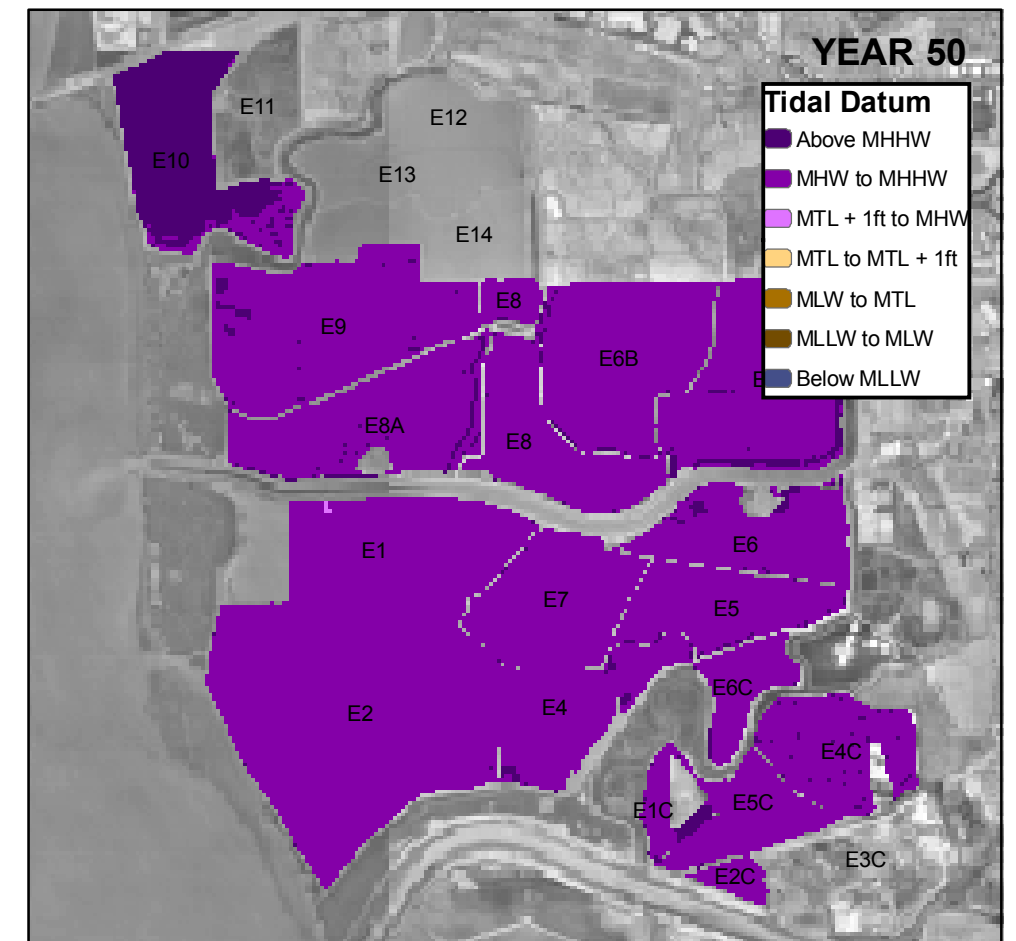 YEAR 50
Tidal Datum
Above MHHW
MHW to MHHW
MTL + 1ft to MHW
MTL to MTL + 1ft
MLW to MTL
MLLW to MLW
Below MLLW
E11
E12
E10
E13
E14
E8
E9
E6B
E8A
E8
E1
E6
E7
E5
E6C
E2
E4
E4C
E1C
E5C
E3C
E2C